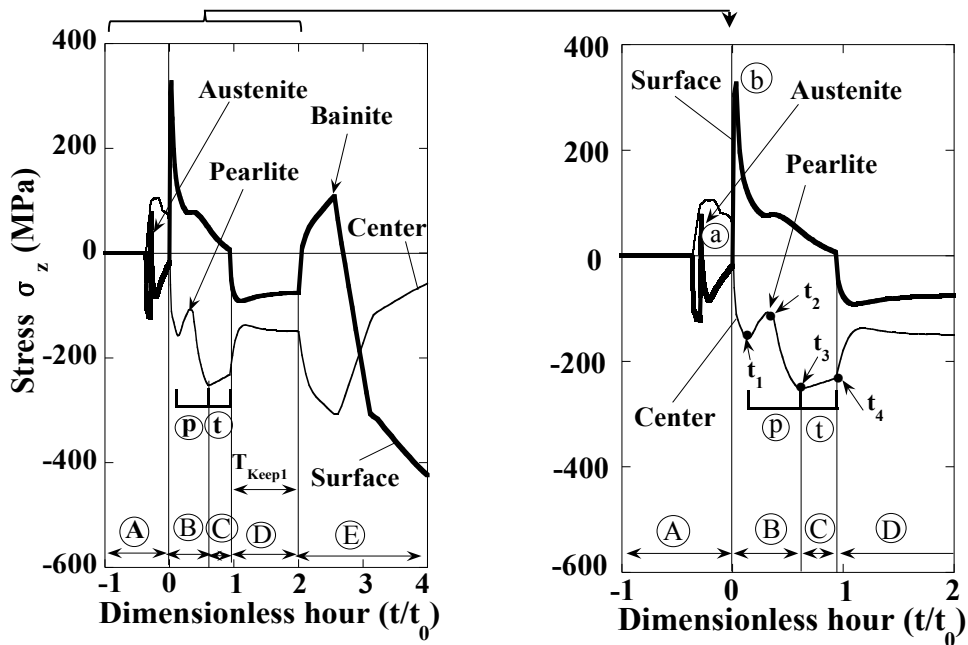 400
200
0
-200
-400
-600
Stress σz (MPa)
Austenite
Pearlite
Bainite
Center
Surface
p t
TKeep1
A B C D E
-1 0 1 2 3 4
Dimensionless hour (t/t0)
400
200
0
-200
-400
-600
Surface
b
Austenite
Pearlite
a
t2
t1
t3
t4
Center
p t
A B C D
-1 0 1 2
Dimensionless hour (t/t0)